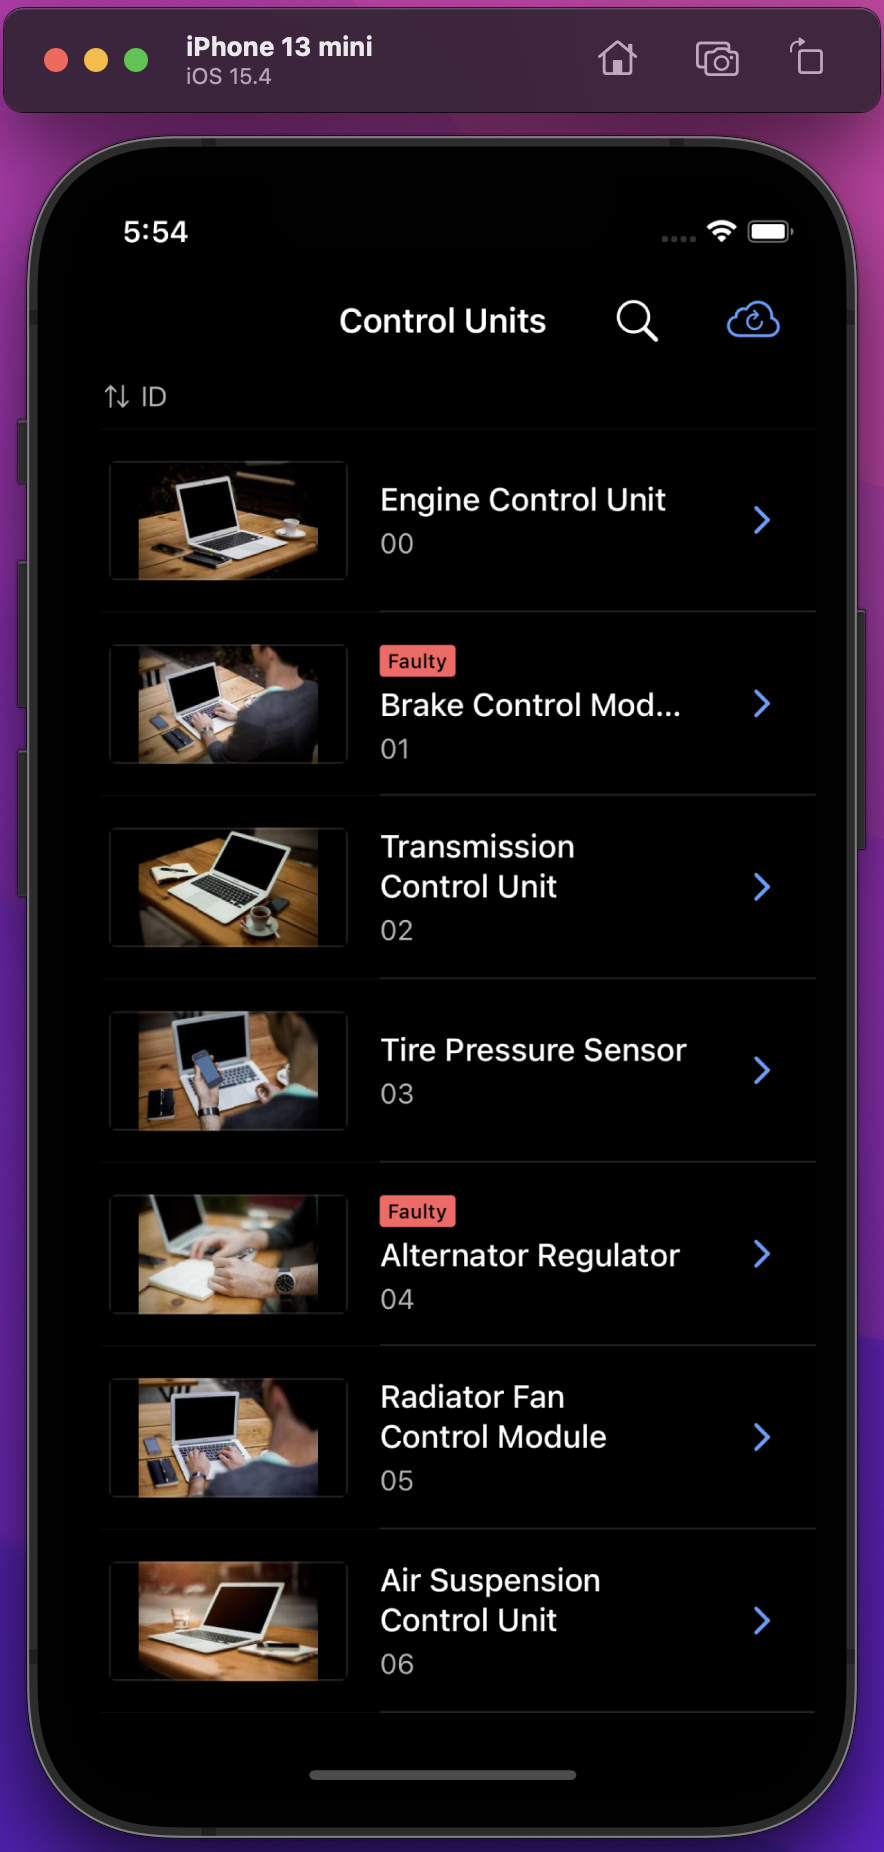 iPhone 13 mini
iOS 15.4
5:54
Control Units
ID
Engine Control Unit
00
Faulty
Brake Control Mod...
01
Transmission
Control Unit
02
Tire Pressure Sensor
03
Faulty
Alternator Regulator
04
Radiator Fan
Control Module
05
Air Suspension
Control Unit
06